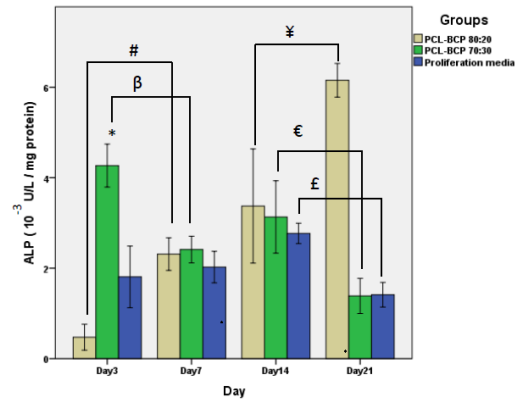 Groups
PCL-BCP 80:20
PCL-BCP 70:30
Proliferation media
#
β
*
¥
€
£
ALP ( 10⁻³ U/L / mg protein)
6
4
2
0
Day3
Day7
Day14
Day21
Day